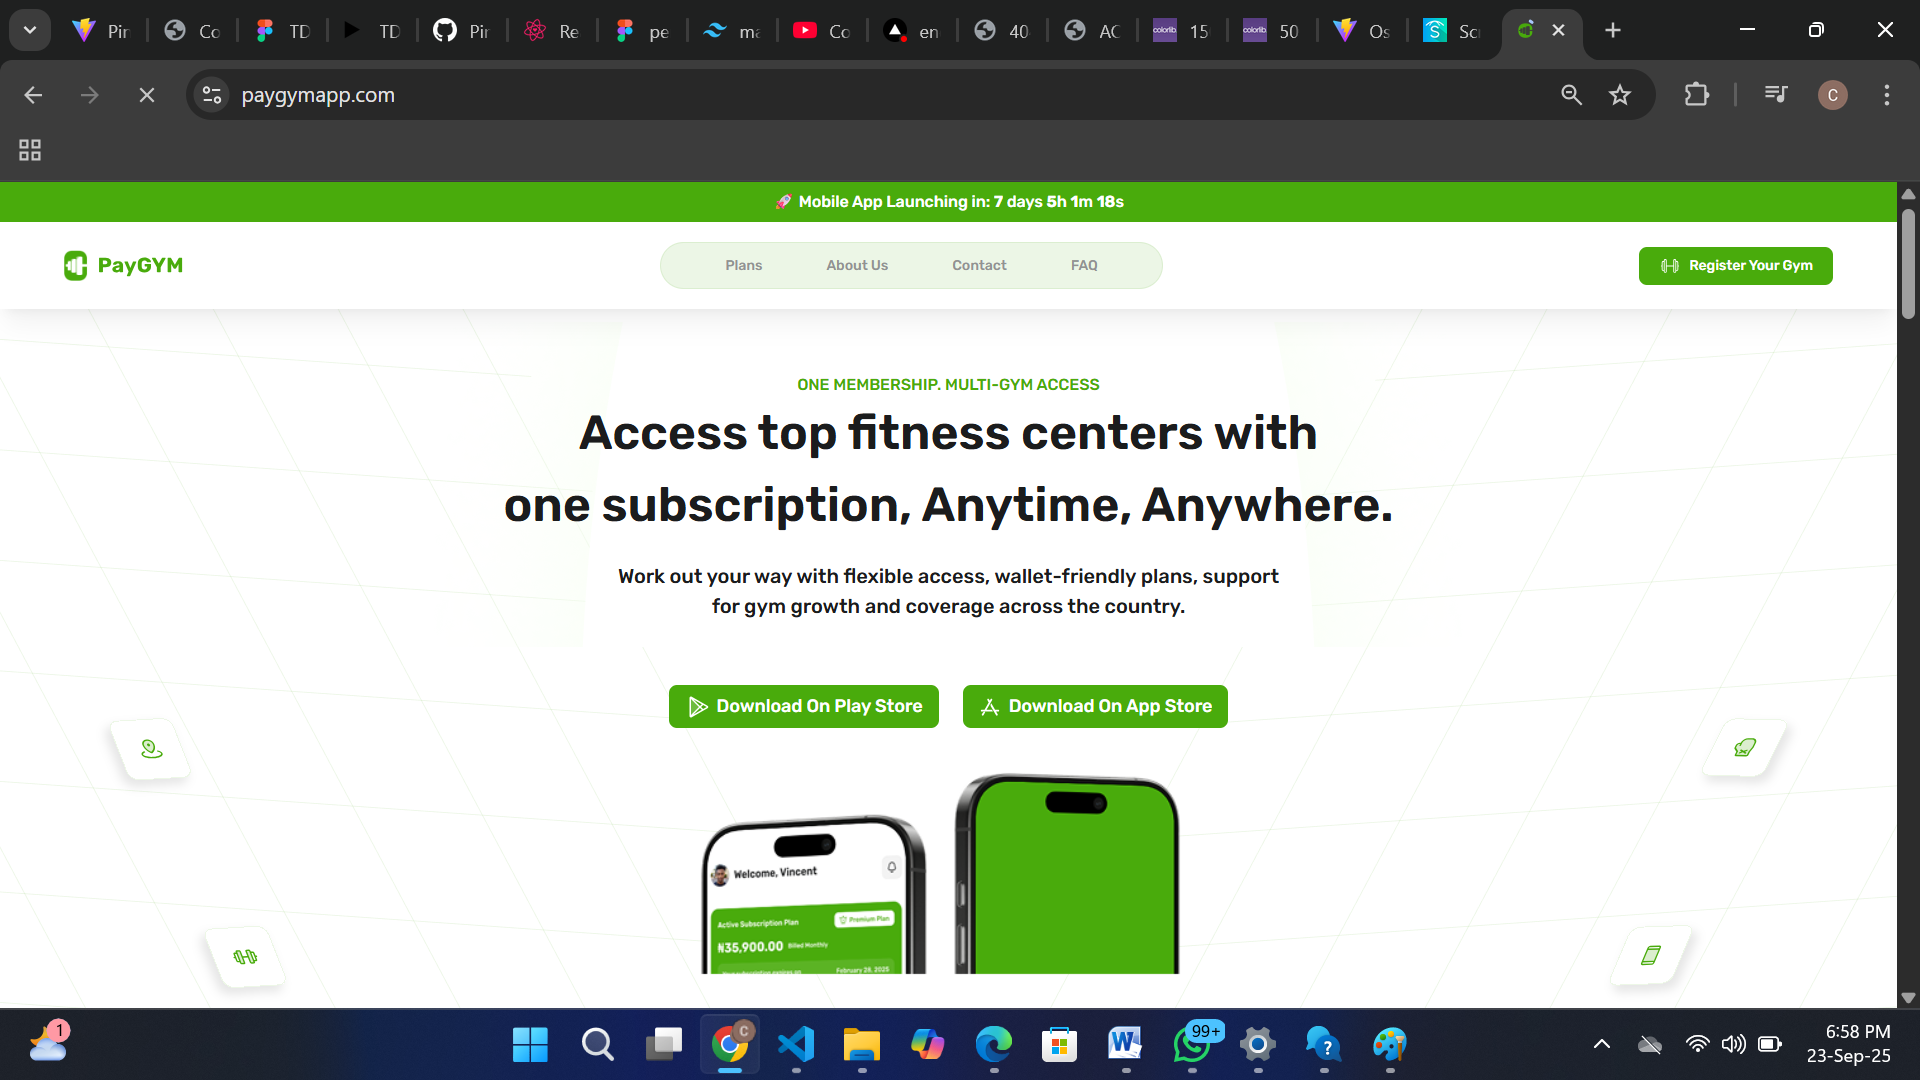 Pin
Co
TD
TD
Pin
Re
pe
ma
Co
en
40
AC
colorlib.
15
colorlib.
50
Os
Sc
paygymapp.com
C
🚀 Mobile App Launching in: 7 days 5h 1m 18s
PayGYM
Plans
About Us
Contact
FAQ
Register Your Gym
ONE MEMBERSHIP. MULTI-GYM ACCESS
Access top fitness centers with
one subscription, Anytime, Anywhere.
Work out your way with flexible access, wallet-friendly plans, support
for gym growth and coverage across the country.
Download On Play Store
Download On App Store
Welcome, Vincent
Active Subscription Plan
Premium Plan
₦35,900.00 Billed Monthly
February 28, 2025
1
C
99+
6:58 PM
23-Sep-25